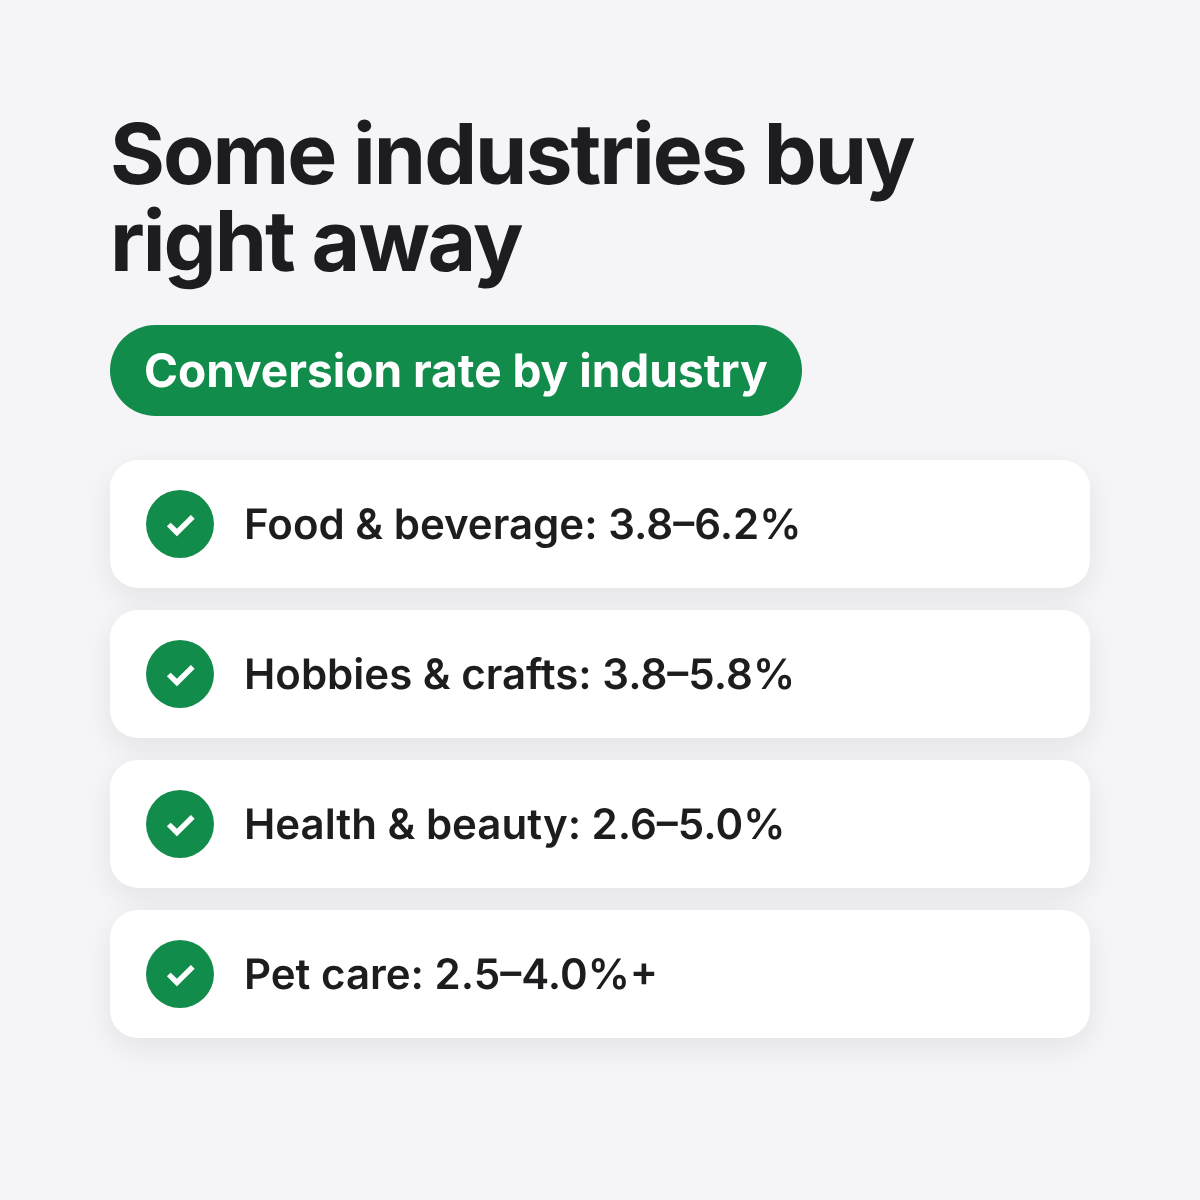 Some industries buy
right away
Conversion rate by industry
Food & beverage: 3.8–6.2%
Hobbies & crafts: 3.8–5.8%
Health & beauty: 2.6–5.0%
Pet care: 2.5–4.0%+